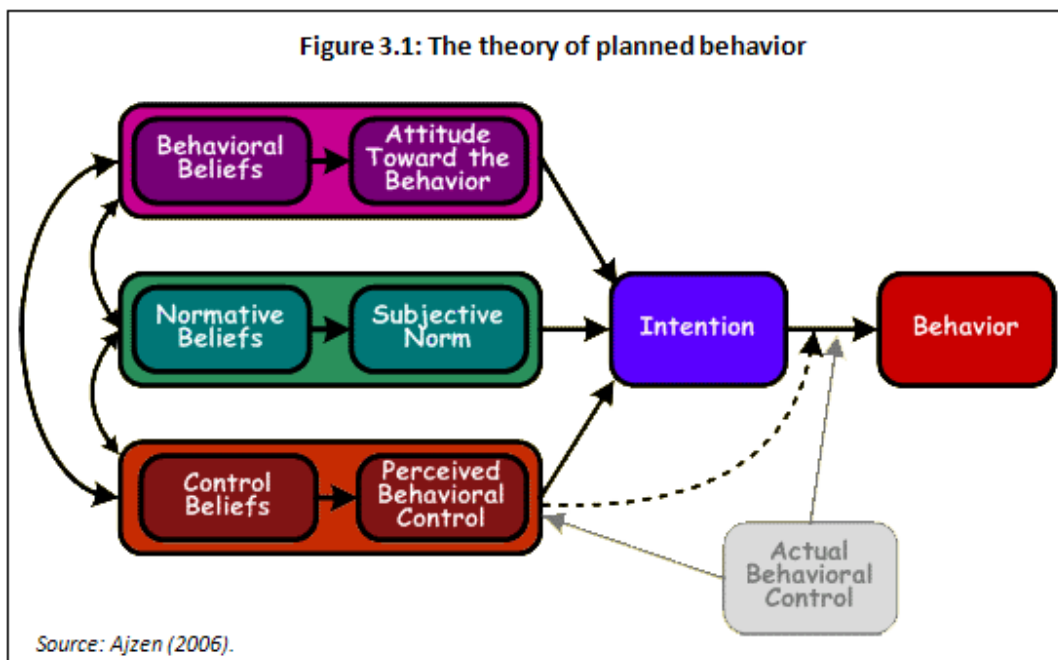 Figure 3.1: The theory of planned behavior
Behavioral
Beliefs
Attitude
Toward the
Behavior
Normative
Beliefs
Subjective
Norm
Intention
Behavior
Control
Beliefs
Perceived
Behavioral
Control
Actual
Behavioral
Control
Source: Ajzen (2006).